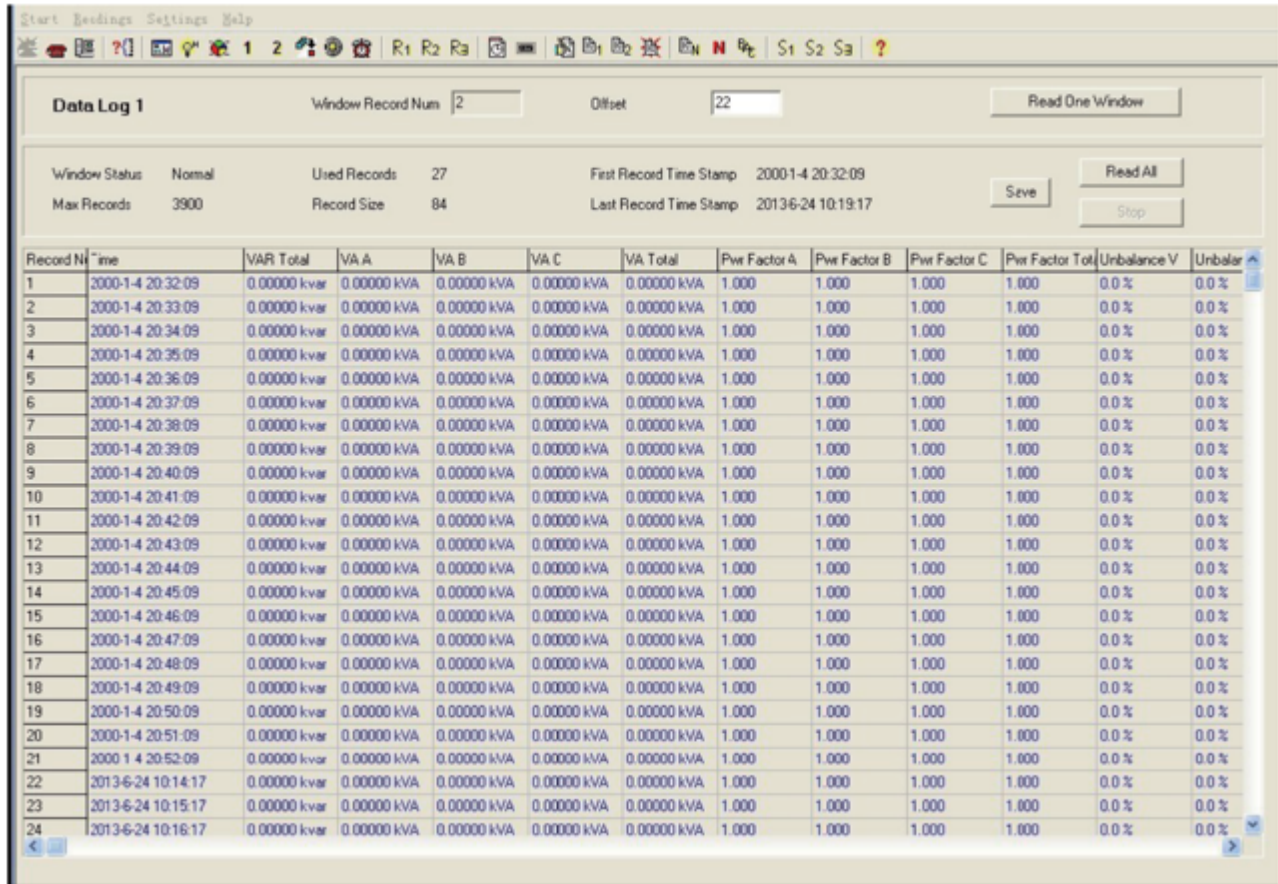 Start Readings Settings Help
?{} 1 2 R1 R2 R3 1 2 N N S1 S2 S3 ?
Data Log 1 Window Record Num 2 Offset 22 Read One Window
Window Status Normal Used Records 27 First Record Time Stamp 2000-1-4 20:32:09 Read All
Max Records 3900 Record Size 84 Last Record Time Stamp 2013-6-24 10:19:17 Save Stop
Record N Time VAR Total VA A VA B VA C VA Total Pwr Factor A Pwr Factor B Pwr Factor C Pwr Factor Tot Unbalance V Unbalar
1 2000-1-4 20:32:09 0.00000 kvar 0.00000 kVA 0.00000 kVA 0.00000 kVA 0.00000 kVA 1.000 1.000 1.000 1.000 0.0 % 0.0 %
2 2000-1-4 20:33:09 0.00000 kvar 0.00000 kVA 0.00000 kVA 0.00000 kVA 0.00000 kVA 1.000 1.000 1.000 1.000 0.0 % 0.0 %
3 2000-1-4 20:34:09 0.00000 kvar 0.00000 kVA 0.00000 kVA 0.00000 kVA 0.00000 kVA 1.000 1.000 1.000 1.000 0.0 % 0.0 %
4 2000-1-4 20:35:09 0.00000 kvar 0.00000 kVA 0.00000 kVA 0.00000 kVA 0.00000 kVA 1.000 1.000 1.000 1.000 0.0 % 0.0 %
5 2000-1-4 20:36:09 0.00000 kvar 0.00000 kVA 0.00000 kVA 0.00000 kVA 0.00000 kVA 1.000 1.000 1.000 1.000 0.0 % 0.0 %
6 2000-1-4 20:37:09 0.00000 kvar 0.00000 kVA 0.00000 kVA 0.00000 kVA 0.00000 kVA 1.000 1.000 1.000 1.000 0.0 % 0.0 %
7 2000-1-4 20:38:09 0.00000 kvar 0.00000 kVA 0.00000 kVA 0.00000 kVA 0.00000 kVA 1.000 1.000 1.000 1.000 0.0 % 0.0 %
8 2000-1-4 20:39:09 0.00000 kvar 0.00000 kVA 0.00000 kVA 0.00000 kVA 0.00000 kVA 1.000 1.000 1.000 1.000 0.0 % 0.0 %
9 2000-1-4 20:40:09 0.00000 kvar 0.00000 kVA 0.00000 kVA 0.00000 kVA 0.00000 kVA 1.000 1.000 1.000 1.000 0.0 % 0.0 %
10 2000-1-4 20:41:09 0.00000 kvar 0.00000 kVA 0.00000 kVA 0.00000 kVA 0.00000 kVA 1.000 1.000 1.000 1.000 0.0 % 0.0 %
11 2000-1-4 20:42:09 0.00000 kvar 0.00000 kVA 0.00000 kVA 0.00000 kVA 0.00000 kVA 1.000 1.000 1.000 1.000 0.0 % 0.0 %
12 2000-1-4 20:43:09 0.00000 kvar 0.00000 kVA 0.00000 kVA 0.00000 kVA 0.00000 kVA 1.000 1.000 1.000 1.000 0.0 % 0.0 %
13 2000-1-4 20:44:09 0.00000 kvar 0.00000 kVA 0.00000 kVA 0.00000 kVA 0.00000 kVA 1.000 1.000 1.000 1.000 0.0 % 0.0 %
14 2000-1-4 20:45:09 0.00000 kvar 0.00000 kVA 0.00000 kVA 0.00000 kVA 0.00000 kVA 1.000 1.000 1.000 1.000 0.0 % 0.0 %
15 2000-1-4 20:46:09 0.00000 kvar 0.00000 kVA 0.00000 kVA 0.00000 kVA 0.00000 kVA 1.000 1.000 1.000 1.000 0.0 % 0.0 %
16 2000-1-4 20:47:09 0.00000 kvar 0.00000 kVA 0.00000 kVA 0.00000 kVA 0.00000 kVA 1.000 1.000 1.000 1.000 0.0 % 0.0 %
17 2000-1-4 20:48:09 0.00000 kvar 0.00000 kVA 0.00000 kVA 0.00000 kVA 0.00000 kVA 1.000 1.000 1.000 1.000 0.0 % 0.0 %
18 2000-1-4 20:49:09 0.00000 kvar 0.00000 kVA 0.00000 kVA 0.00000 kVA 0.00000 kVA 1.000 1.000 1.000 1.000 0.0 % 0.0 %
19 2000-1-4 20:50:09 0.00000 kvar 0.00000 kVA 0.00000 kVA 0.00000 kVA 0.00000 kVA 1.000 1.000 1.000 1.000 0.0 % 0.0 %
20 2000-1-4 20:51:09 0.00000 kvar 0.00000 kVA 0.00000 kVA 0.00000 kVA 0.00000 kVA 1.000 1.000 1.000 1.000 0.0 % 0.0 %
21 2000-1-4 20:52:09 0.00000 kvar 0.00000 kVA 0.00000 kVA 0.00000 kVA 0.00000 kVA 1.000 1.000 1.000 1.000 0.0 % 0.0 %
22 2013-6-24 10:14:17 0.00000 kvar 0.00000 kVA 0.00000 kVA 0.00000 kVA 0.00000 kVA 1.000 1.000 1.000 1.000 0.0 % 0.0 %
23 2013-6-24 10:15:17 0.00000 kvar 0.00000 kVA 0.00000 kVA 0.00000 kVA 0.00000 kVA 1.000 1.000 1.000 1.000 0.0 % 0.0 %
24 2013-6-24 10:16:17 0.00000 kvar 0.00000 kVA 0.00000 kVA 0.00000 kVA 0.00000 kVA 1.000 1.000 1.000 1.000 0.0 % 0.0 %